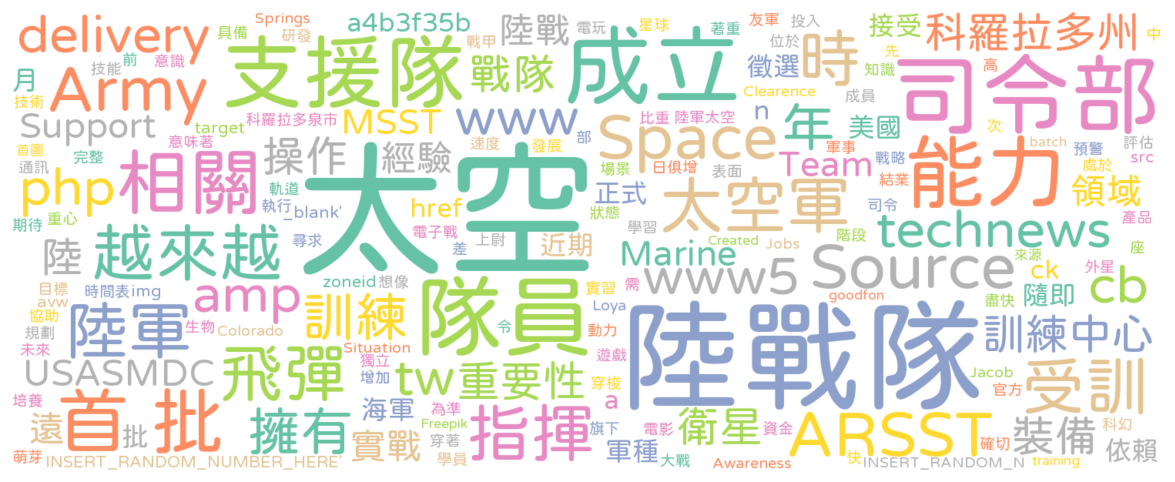 delivery
具備
Springs
研發
a4b3f35b
戰甲
陸戰
電玩
星球
著重
友軍
投入
接受
科羅拉多州
中
月
前
意識
技能
Army
支援隊
戰隊
成立
位於
徵選
時
先
知識
高
司令部
技術
科羅拉多泉市
MSST
www
n
Clearence
成員
Support
意味著
target
Space
比重
陸軍太空
年
美國
次
評估
batch
首圖
通訊
完整
相關
操作
經驗
速度
發展
部
Team
軍事
戰略
預警
src
php
軌道
執行
_blank'
太空
場景
日俱增
表面
太空軍
結業
處於
能力
領域
產品
期待
重心
越來越
href
電子戰
正式
狀態
學習
階段
technews
座
陸
尋求
差
上尉
近期
Marine
Created
Jobs
來源
外星
目標
avw
時間表
img
amp
zoneid
想像
隊員
實習
需
www5
Source
ck
cb
盡快
隨即
協助
規劃
陸軍
生物
訓練
Loya
陸戰隊
goodfon
未來
Colorado
Situation
令
動力
訓練中心
USASMDC
飛彈
獨立
增加
tw
重要性
遊戲
穿梭
Jacob
官方
受訓
培養
首批
擁有
海軍
為準
Freepik
a
衛星
電影
資金
ARSST
確切
科幻
遠
批
實戰
穿著
指揮
旗下
軍種
大戰
裝備
依賴
萌芽
INSERT_RANDOM_NUMBER_HERE
學員
司令
Awareness
快
INSERT_RANDOM_N
training